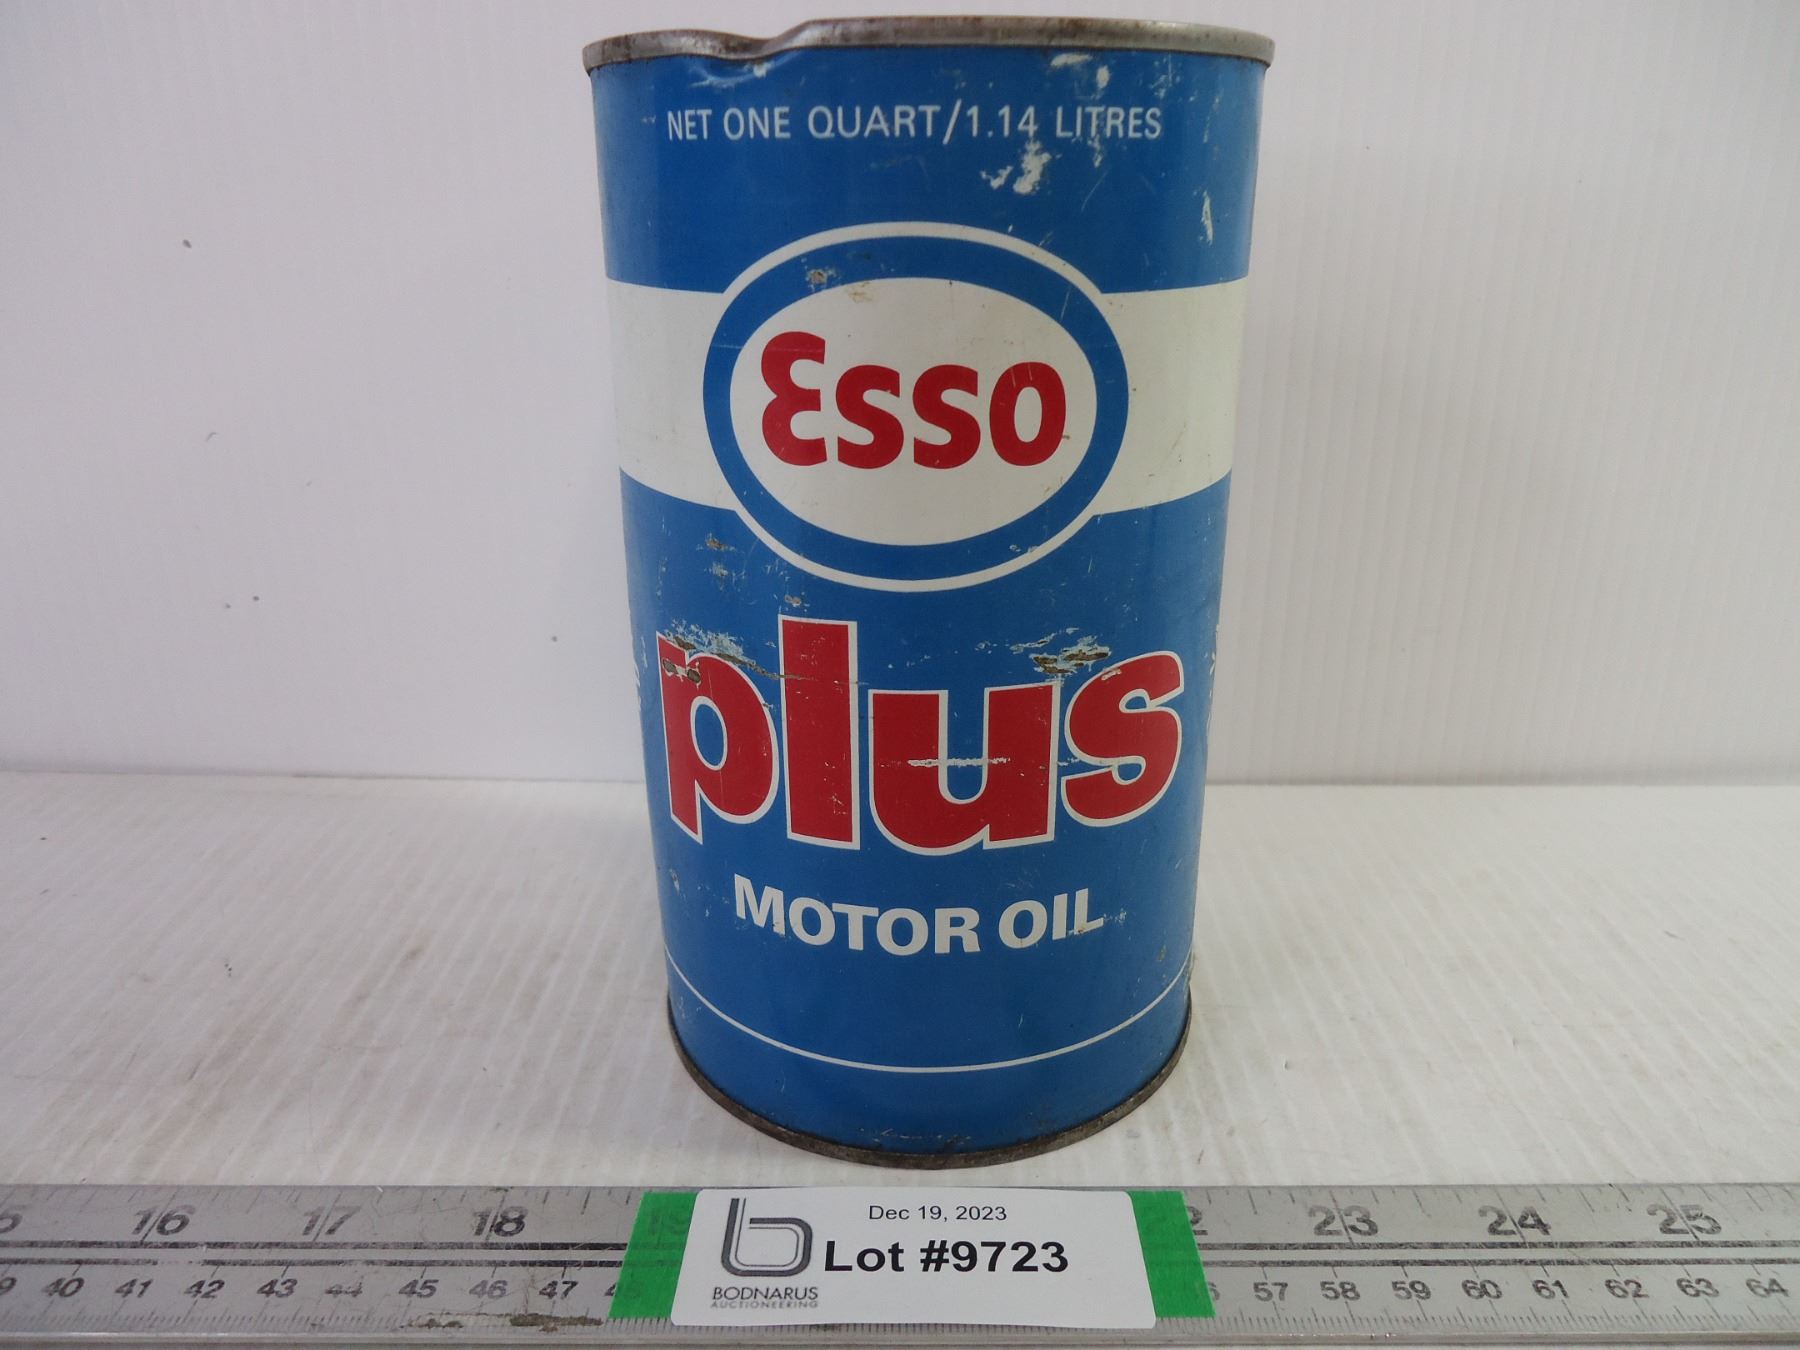 NET ONE QUART/1.14 LITRES
Esso
plus
MOTOR OIL
16 17 18 23 24 25
Dec 19, 2023
Lot #9723
BODNARUS
AUCTIONEERING
40 41 42 43 44 45 46 47 57 58 59 60 61 62 63 64